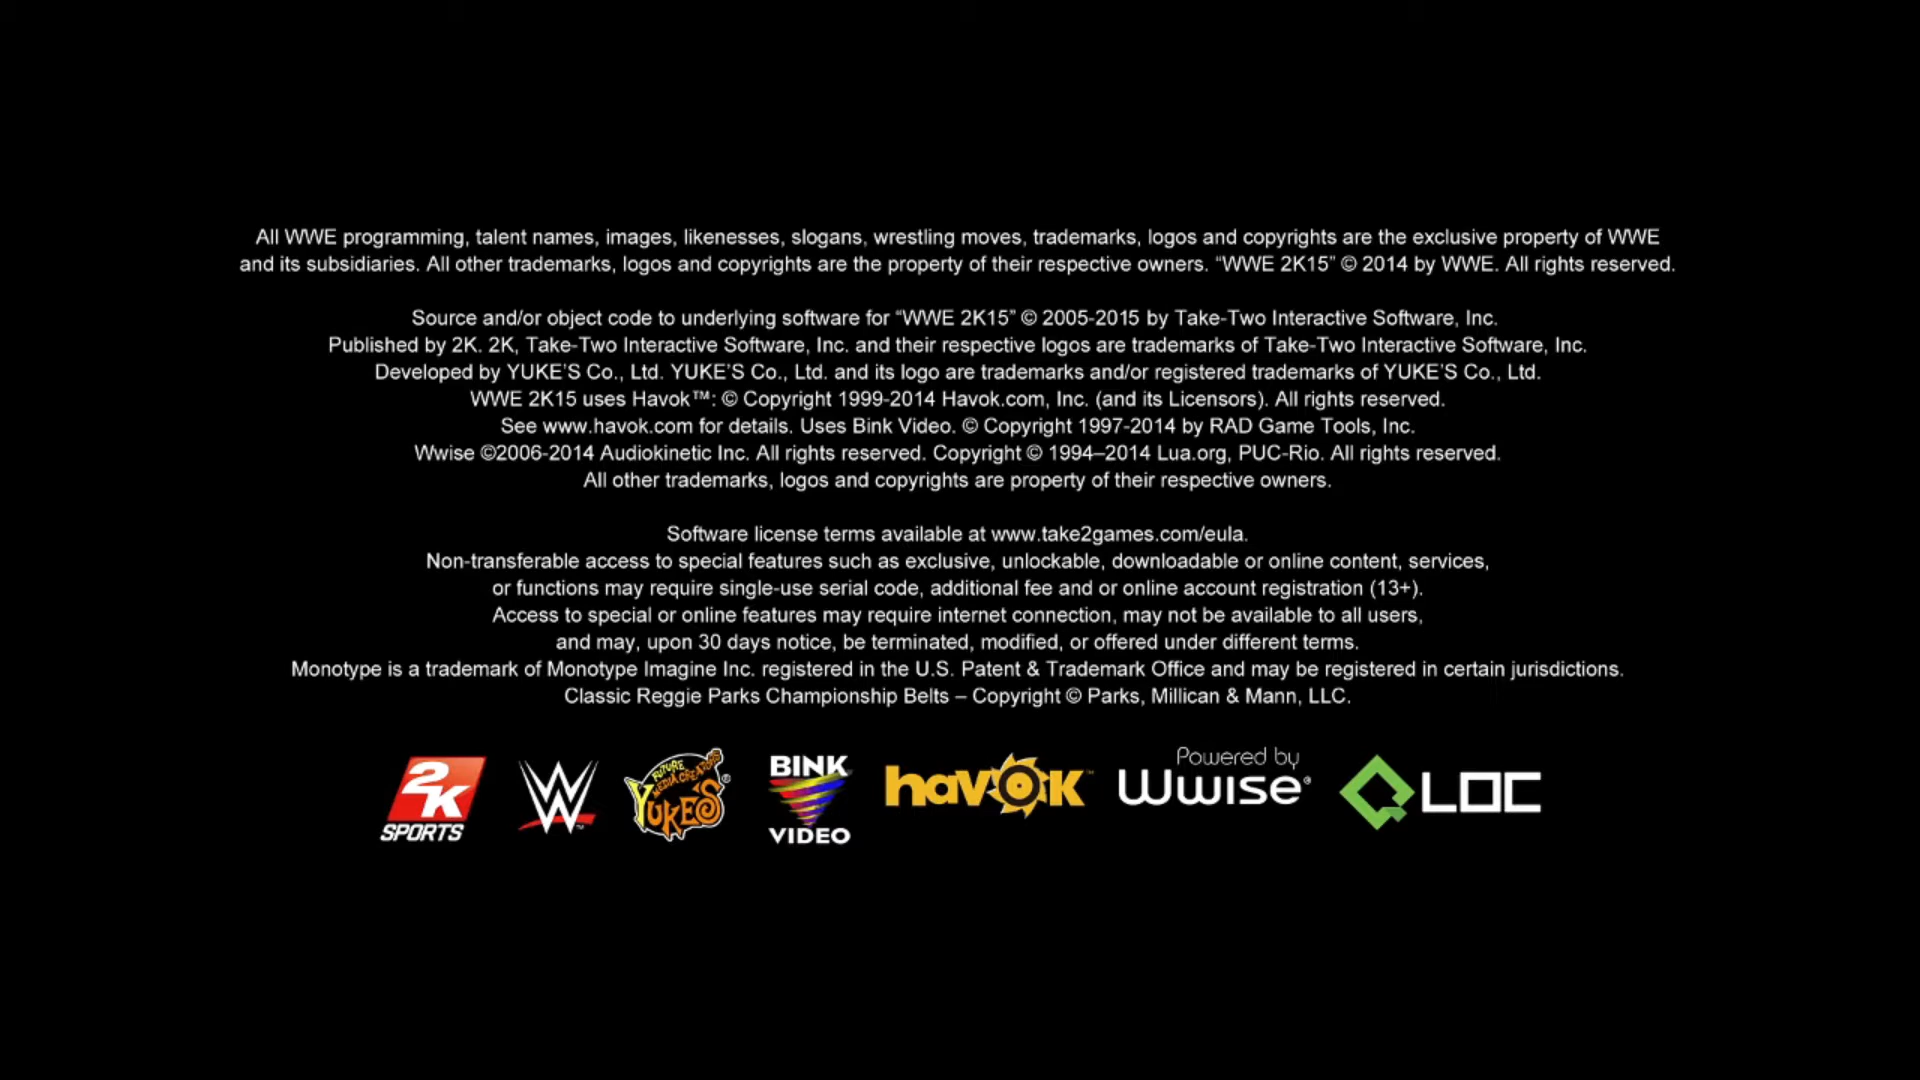 All WWE programming, talent names, images, likenesses, slogans, wrestling moves, trademarks, logos and copyrights are the exclusive property of WWE
and its subsidiaries. All other trademarks, logos and copyrights are the property of their respective owners. “WWE 2K15” © 2014 by WWE. All rights reserved.
Source and/or object code to underlying software for “WWE 2K15” © 2005-2015 by Take-Two Interactive Software, Inc.
Published by 2K. 2K, Take-Two Interactive Software, Inc. and their respective logos are trademarks of Take-Two Interactive Software, Inc.
Developed by YUKE’S Co., Ltd. YUKE’S Co., Ltd. and its logo are trademarks and/or registered trademarks of YUKE’S Co., Ltd.
WWE 2K15 uses Havok™: © Copyright 1999-2014 Havok.com, Inc. (and its Licensors). All rights reserved.
See www.havok.com for details. Uses Bink Video. © Copyright 1997-2014 by RAD Game Tools, Inc.
Wwise ©2006-2014 Audiokinetic Inc. All rights reserved. Copyright © 1994–2014 Lua.org, PUC-Rio. All rights reserved.
All other trademarks, logos and copyrights are property of their respective owners.
Software license terms available at www.take2games.com/eula.
Non-transferable access to special features such as exclusive, unlockable, downloadable or online content, services,
or functions may require single-use serial code, additional fee and or online account registration (13+).
Access to special or online features may require internet connection, may not be available to all users,
and may, upon 30 days notice, be terminated, modified, or offered under different terms.
Monotype is a trademark of Monotype Imagine Inc. registered in the U.S. Patent & Trademark Office and may be registered in certain jurisdictions.
Classic Reggie Parks Championship Belts – Copyright © Parks, Millican & Mann, LLC.
2K
SPORTS
W
™
FUTURE
MEDIA CREATORS
YUKE'S
®
BINK
VIDEO
havok™
Powered by
Wwise®
QLOC